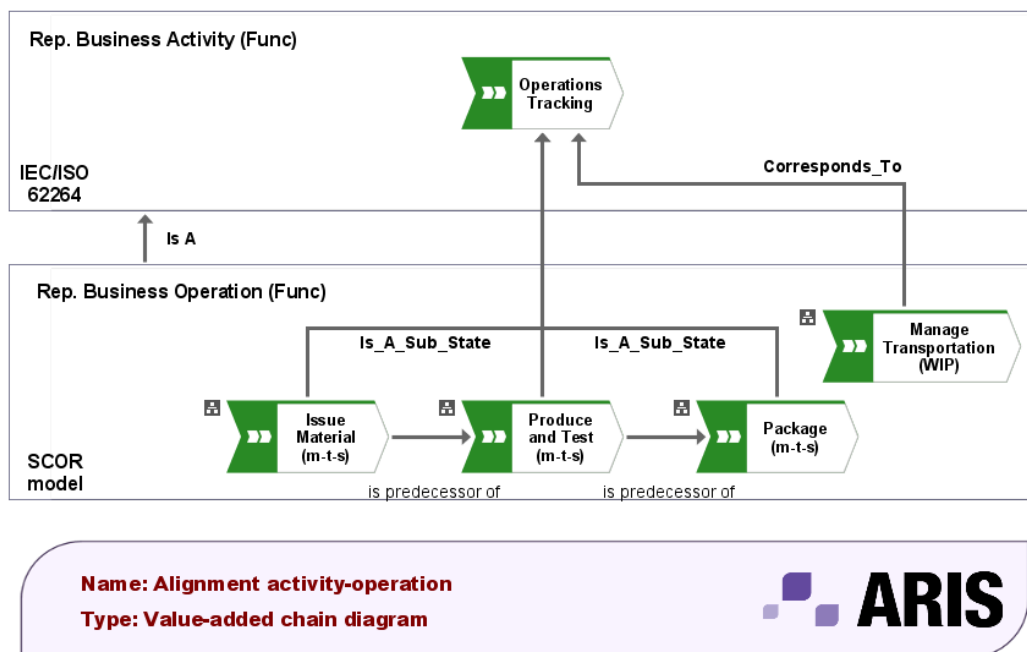 Rep. Business Activity (Func)
Operations
Tracking
IEC/ISO
62264
Corresponds_To
Is A
Rep. Business Operation (Func)
Is_A_Sub_State
Is_A_Sub_State
Manage
Transportation
(WIP)
Issue
Material
(m-t-s)
Produce
and Test
(m-t-s)
Package
(m-t-s)
SCOR
model
is predecessor of
is predecessor of
Name: Alignment activity-operation
Type: Value-added chain diagram
ARIS